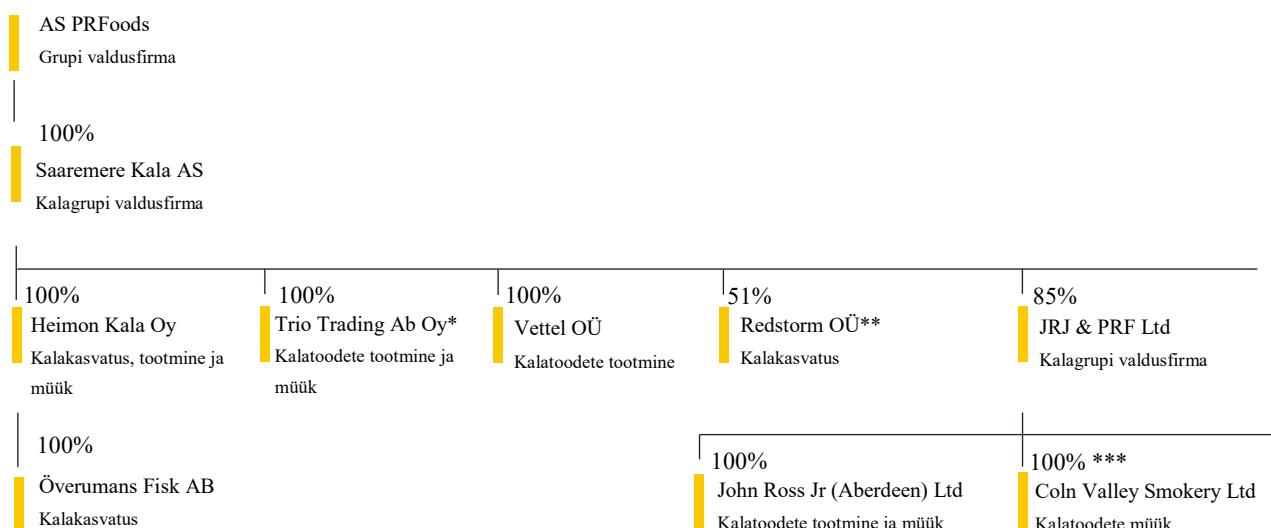 AS PRFoods
Grupi valdusfirma
100%
Saaremere Kala AS
Kalagrupi valdusfirma
100%
Heimon Kala Oy
Kalakasvatus, tootmine ja
müük
100%
Trio Trading Ab Oy*
Kalatoodete tootmine ja
müük
100%
Vettel OÜ
Kalatoodete tootmine
51%
Redstorm OÜ**
Kalakasvatus
85%
JRJ & PRF Ltd
Kalagrupi valdusfirma
100%
Överumans Fisk AB
Kalakasvatus
100%
John Ross Jr (Aberdeen) Ltd
Kalatoodete tootmine ja müük
100% ***
Coln Valley Smokery Ltd
Kalatoodete müük